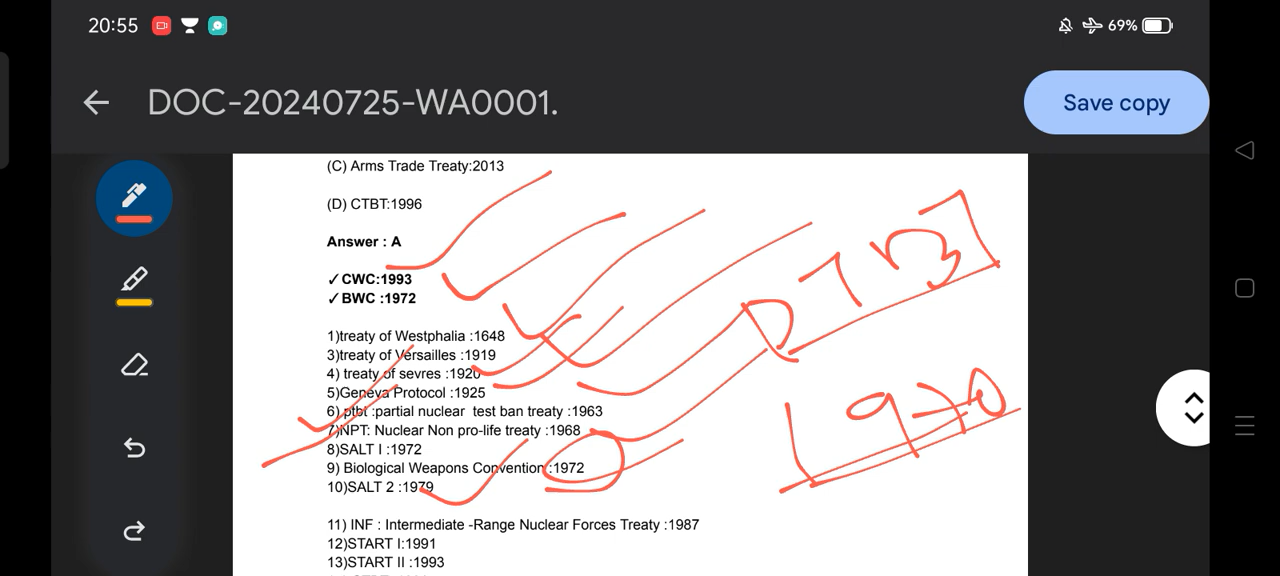 20:55
69%
DOC-20240725-WA0001.
Save copy
(C) Arms Trade Treaty:2013
(D) CTBT:1996
Answer : A
✓CWC:1993
✓BWC :1972
1)treaty of Westphalia :1648
3)treaty of Versailles :1919
4) treaty of sevres :1920
5)Geneva Protocol :1925
6) ptbt :partial nuclear test ban treaty :1963
7)NPT: Nuclear Non pro-life treaty :1968
8)SALT I :1972
9) Biological Weapons Convention :1972
10)SALT 2 :1979
11) INF : Intermediate -Range Nuclear Forces Treaty :1987
12)START I:1991
13)START II :1993
1970